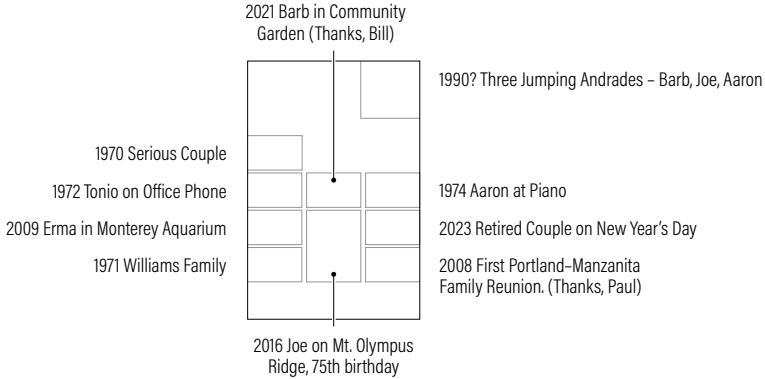 2021 Barb in Community
Garden (Thanks, Bill)
1990? Three Jumping Andrades – Barb, Joe, Aaron
1970 Serious Couple
1972 Tonio on Office Phone
1974 Aaron at Piano
2009 Erma in Monterey Aquarium
2023 Retired Couple on New Year’s Day
1971 Williams Family
2008 First Portland–Manzanita
Family Reunion. (Thanks, Paul)
2016 Joe on Mt. Olympus
Ridge, 75th birthday